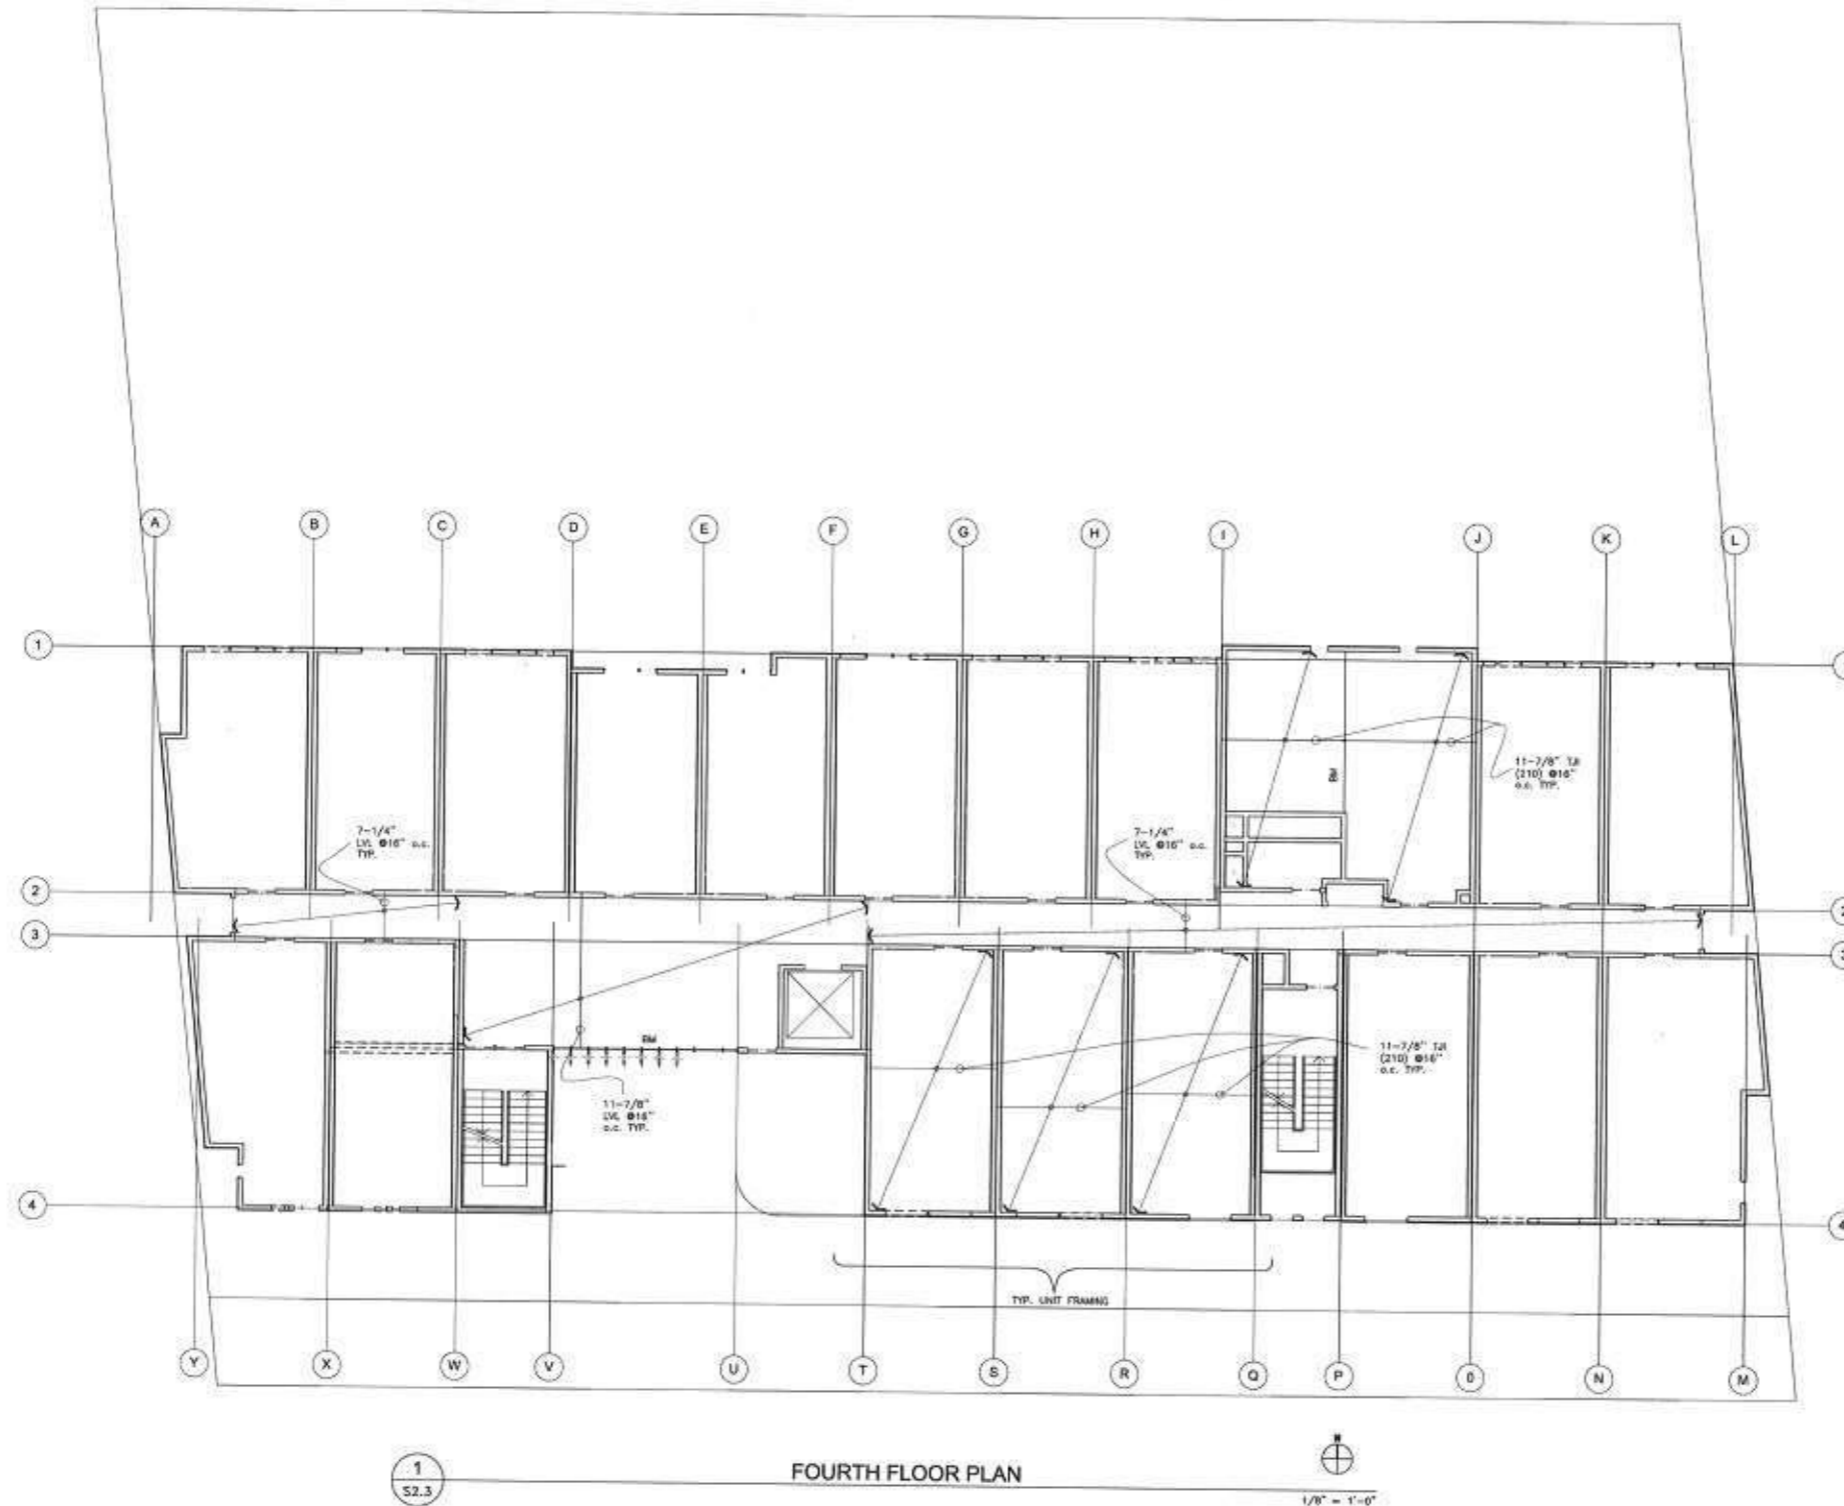 A
B
C
D
E
F
G
H
I
J
K
L
1
BM
11-7/8" TJI
(210) @16"
o.c. TYP.
7-1/4"
LVL @16" o.c.
TYP.
7-1/4"
LVL @16" o.c.
TYP.
2
3
BM
11-7/8"
LVL @16"
o.c. TYP.
11-7/8" TJI
(210) @16"
o.c. TYP.
4
TYP. UNIT FRAMING
Y
X
W
V
U
T
S
R
Q
P
O
N
M
1
S2.3
FOURTH FLOOR PLAN
N
1/8" = 1'-0"